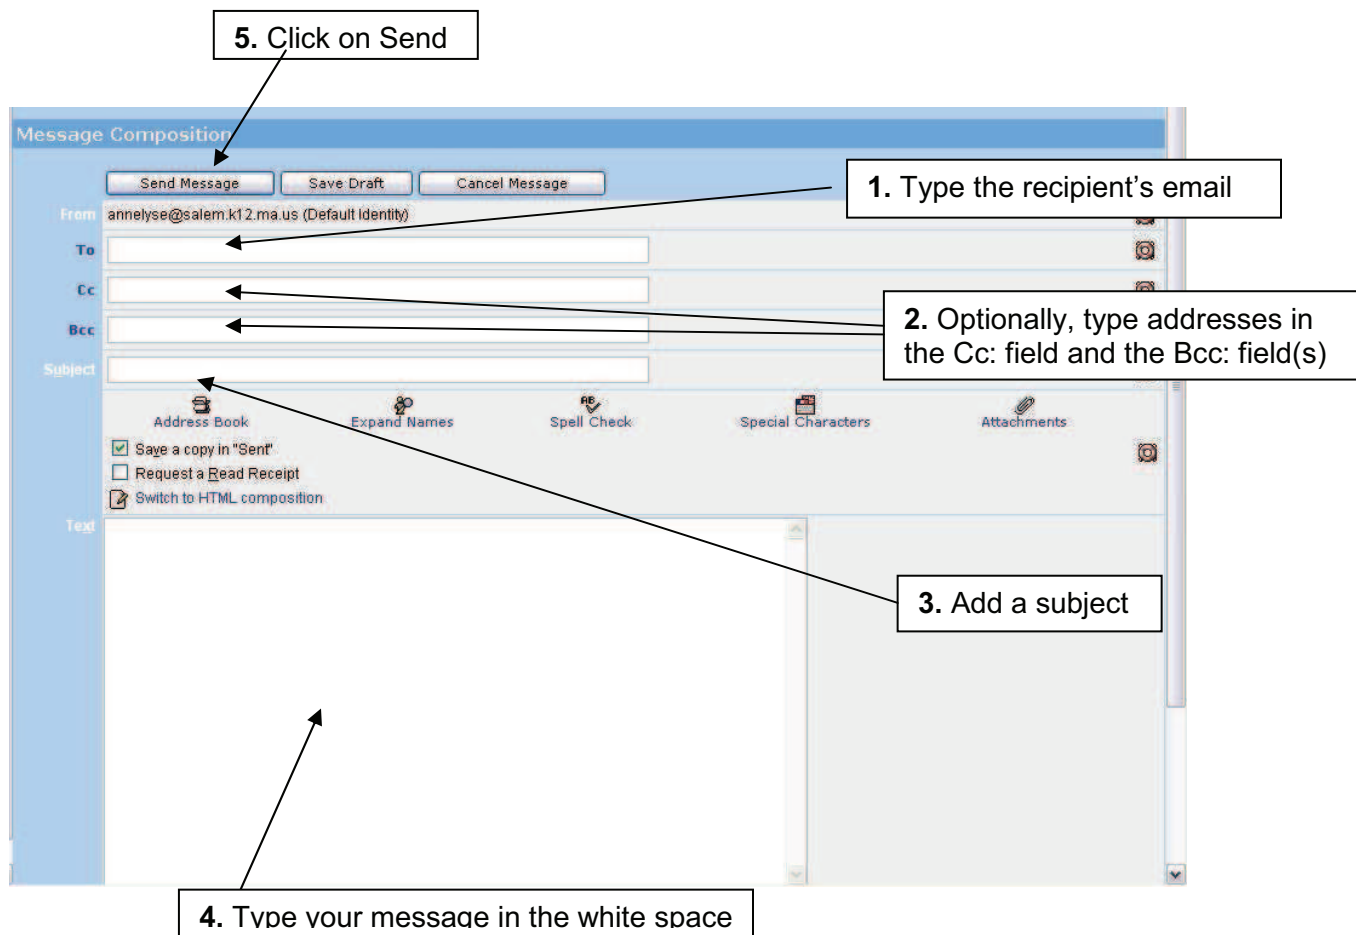 5. Click on Send
Message Composition
Send Message Save Draft Cancel Message
1. Type the recipient’s email
From annelyse@salem.k12.ma.us (Default Identity)
To
Cc
2. Optionally, type addresses in
the Cc: field and the Bcc: field(s)
Bcc
Subject
Address Book Expand Names Spell Check Special Characters Attachments
Save a copy in "Sent"
Request a Read Receipt
Switch to HTML composition
Text
3. Add a subject
4. Type your message in the white space